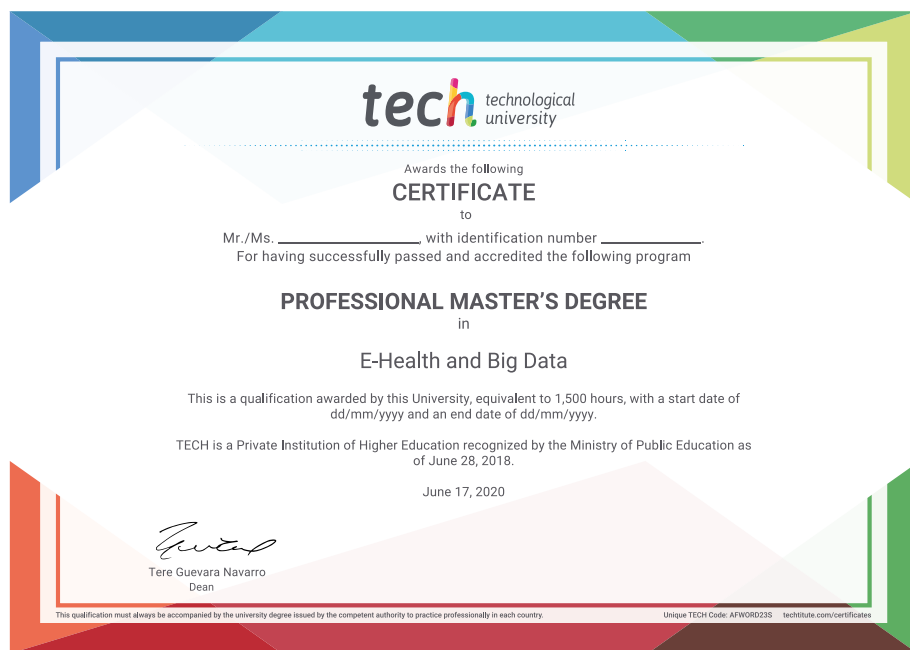 tech technological
university
Awards the following
CERTIFICATE
to
Mr./Ms. ____________________, with identification number ______________.
For having successfully passed and accredited the following program
PROFESSIONAL MASTER'S DEGREE
in
E-Health and Big Data
This is a qualification awarded by this University, equivalent to 1,500 hours, with a start date of
dd/mm/yyyy and an end date of dd/mm/yyyy.
TECH is a Private Institution of Higher Education recognized by the Ministry of Public Education as
of June 28, 2018.
June 17, 2020
Tere Guevara Navarro
Dean
This qualification must always be accompanied by the university degree issued by the competent authority to practice professionally in each country.
Unique TECH Code: AFWORD23S techtitute.com/certificates